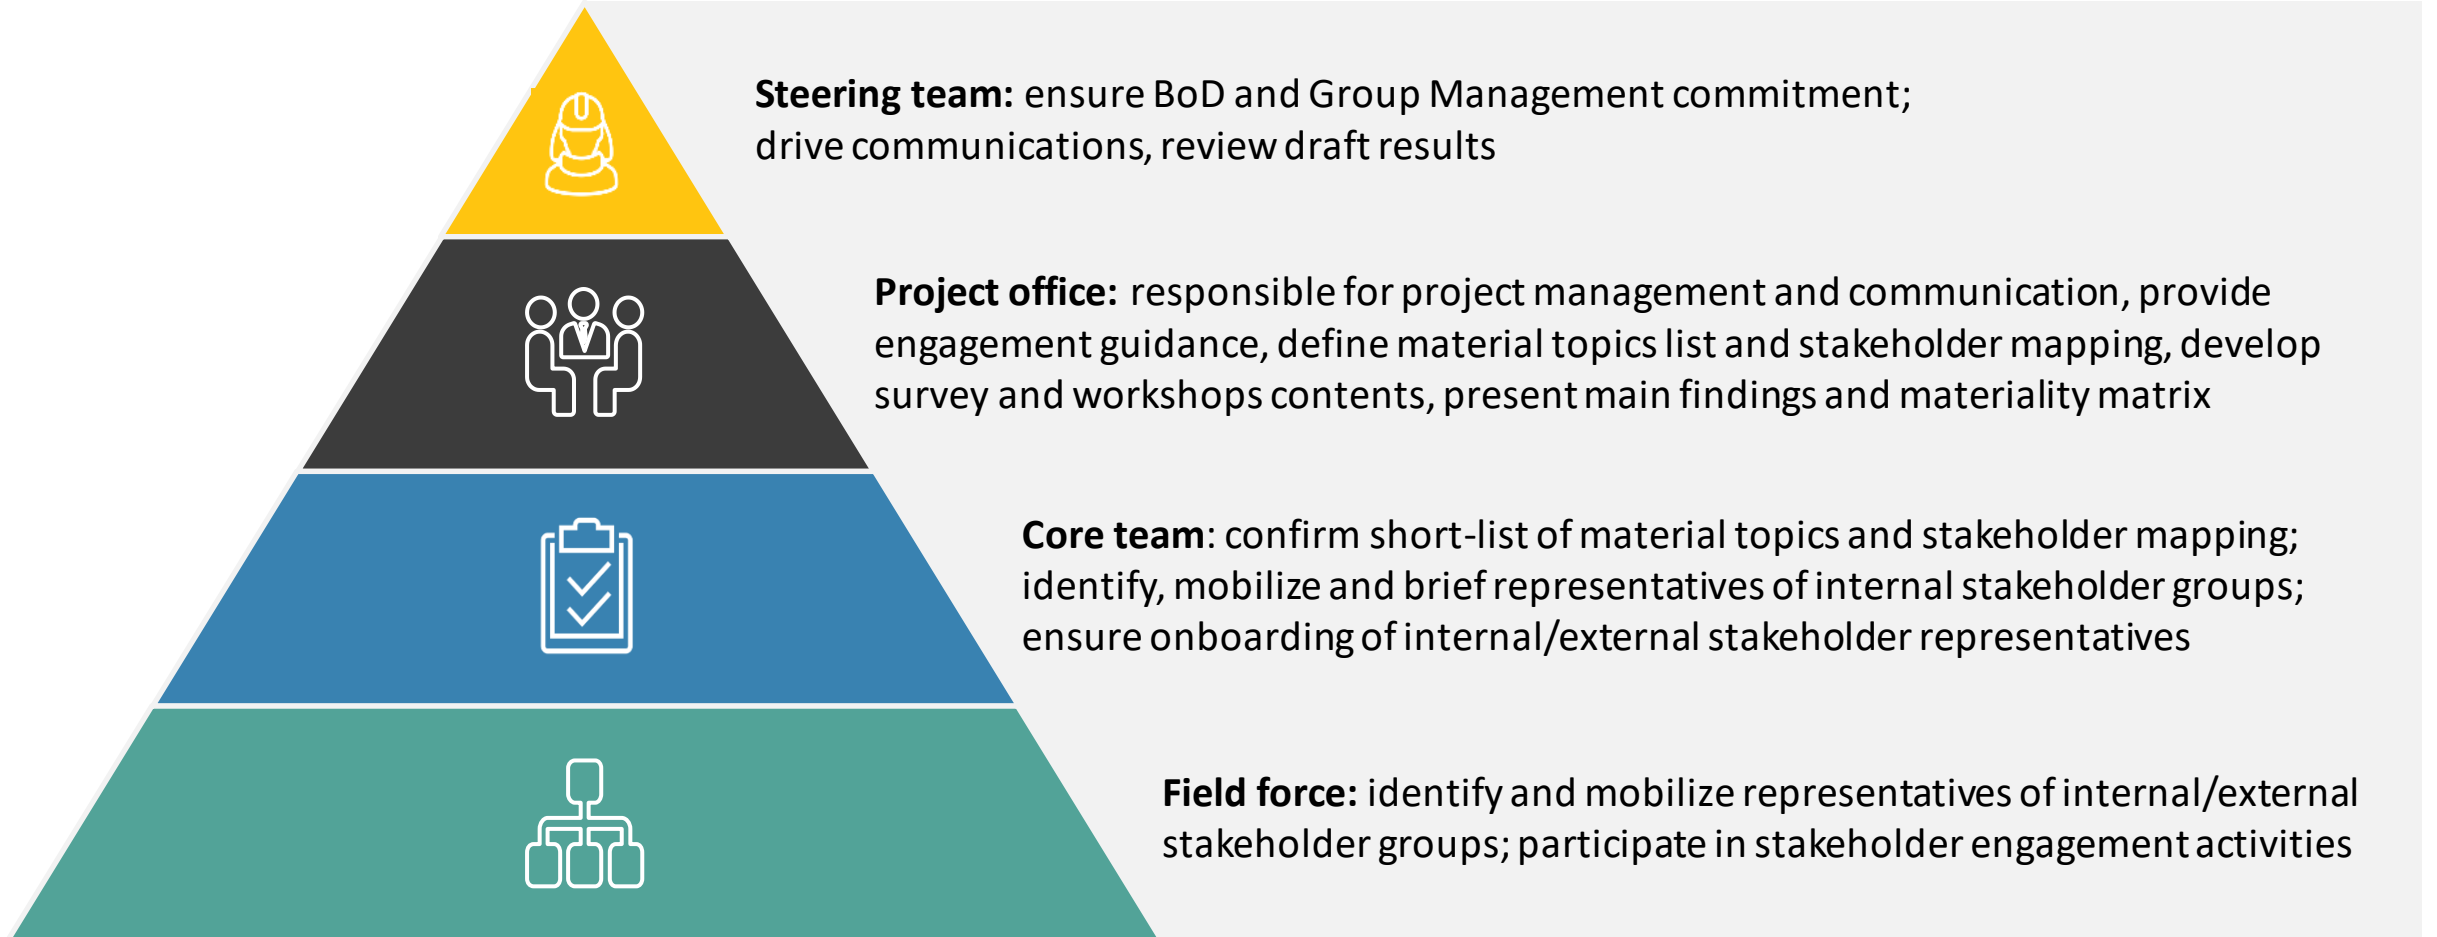 Steering team: ensure BoD and Group Management commitment;
drive communications, review draft results
Project office: responsible for project management and communication, provide
engagement guidance, define material topics list and stakeholder mapping, develop
survey and workshops contents, present main findings and materiality matrix
Core team: confirm short-list of material topics and stakeholder mapping;
identify, mobilize and brief representatives of internal stakeholder groups;
ensure onboarding of internal/external stakeholder representatives
Field force: identify and mobilize representatives of internal/external
stakeholder groups; participate in stakeholder engagement activities